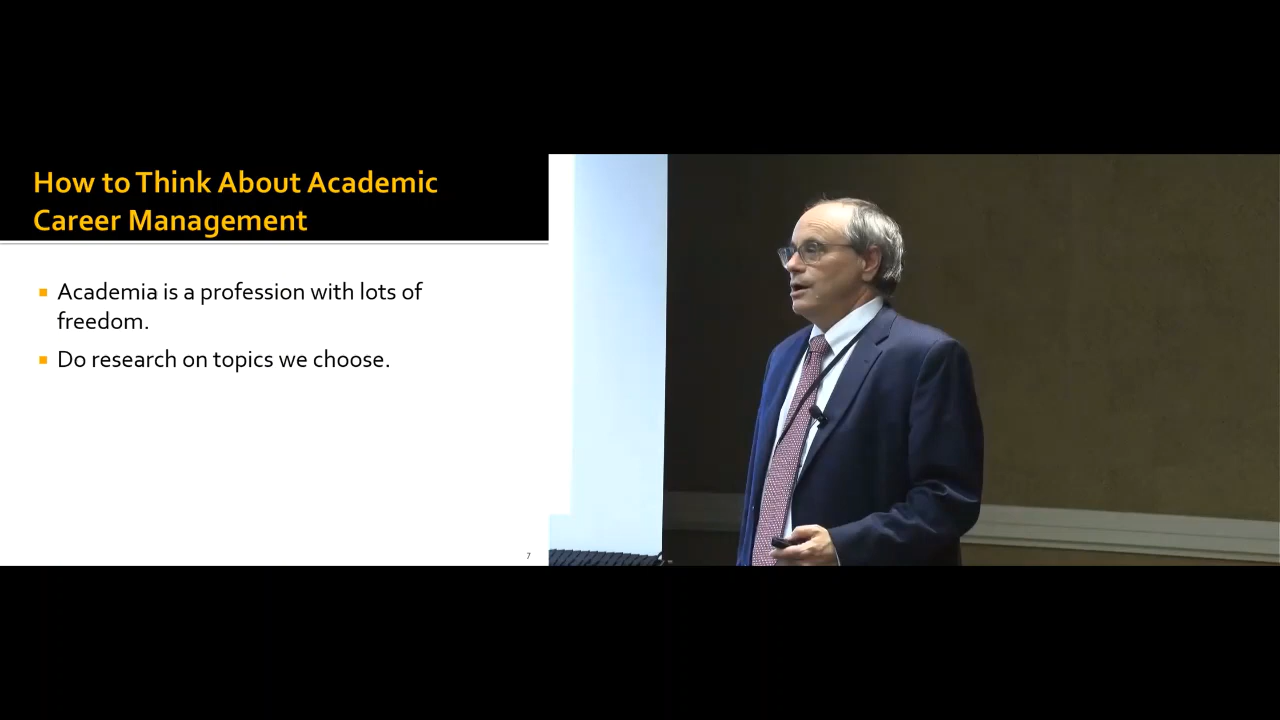 How to Think About Academic
Career Management
Academia is a profession with lots of
freedom.
Do research on topics we choose.
7